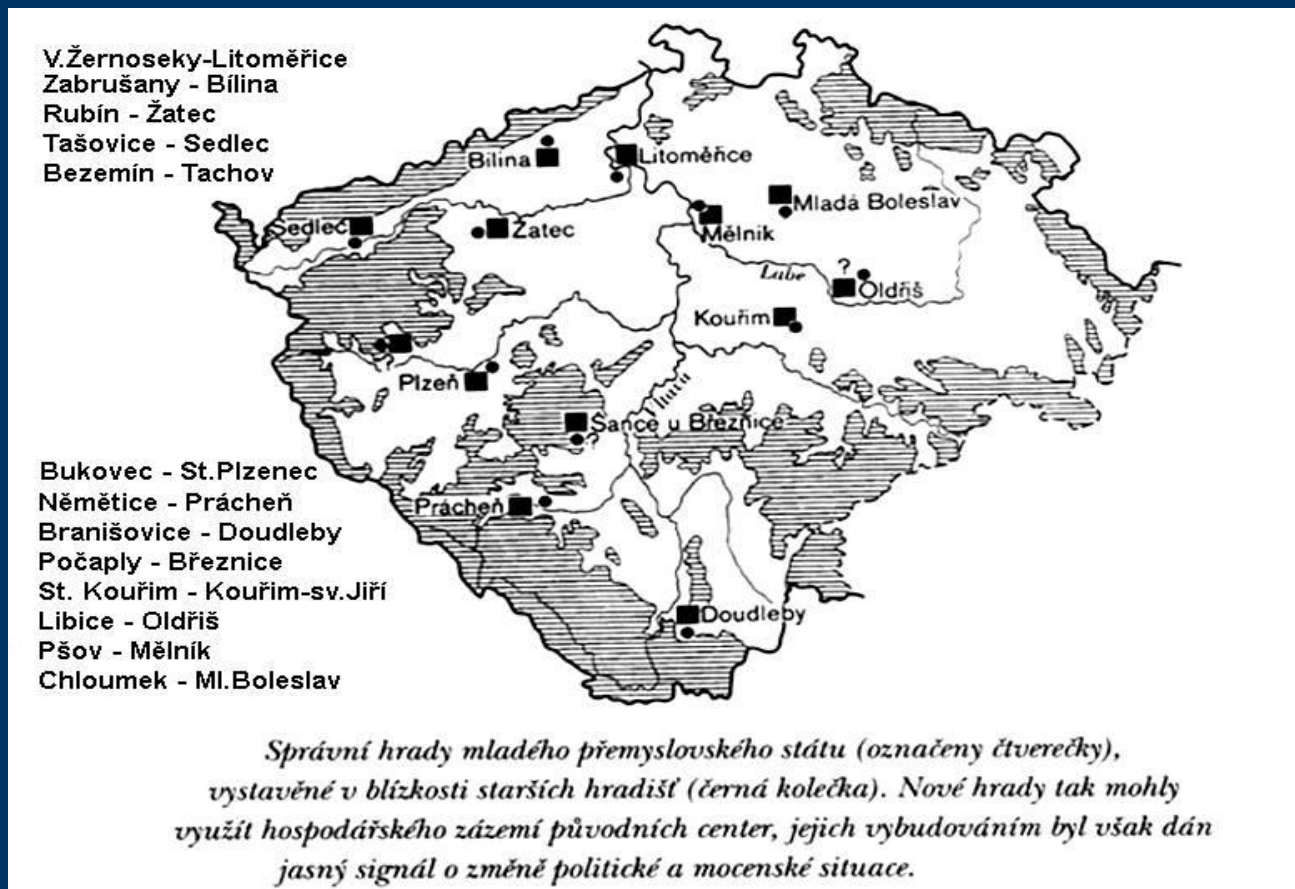 V.Žernoseky-Litoměřice
Zabrušany - Bílina
Rubín - Žatec
Tašovice - Sedlec
Bezemín - Tachov
Bílina
Litoměřice
Mladá Boleslav
Mělník
Sedlec
Žatec
Labe
?
Oldřiš
Kouřim
Plzeň
Šance u Březnice
?
Prácheň
Doudleby
Bukovec - St.Plzenec
Němětice - Prácheň
Branišovice - Doudleby
Počaply - Březnice
St. Kouřim - Kouřim-sv.Jiří
Libice - Oldřiš
Pšov - Mělník
Chloumek - Ml.Boleslav
Správní hrady mladého přemyslovského státu (označeny čtverečky),
vystavěné v blízkosti starších hradišť (černá kolečka). Nové hrady tak mohly
využít hospodářského zázemí původních center, jejich vybudováním byl však dán
jasný signál o změně politické a mocenské situace.